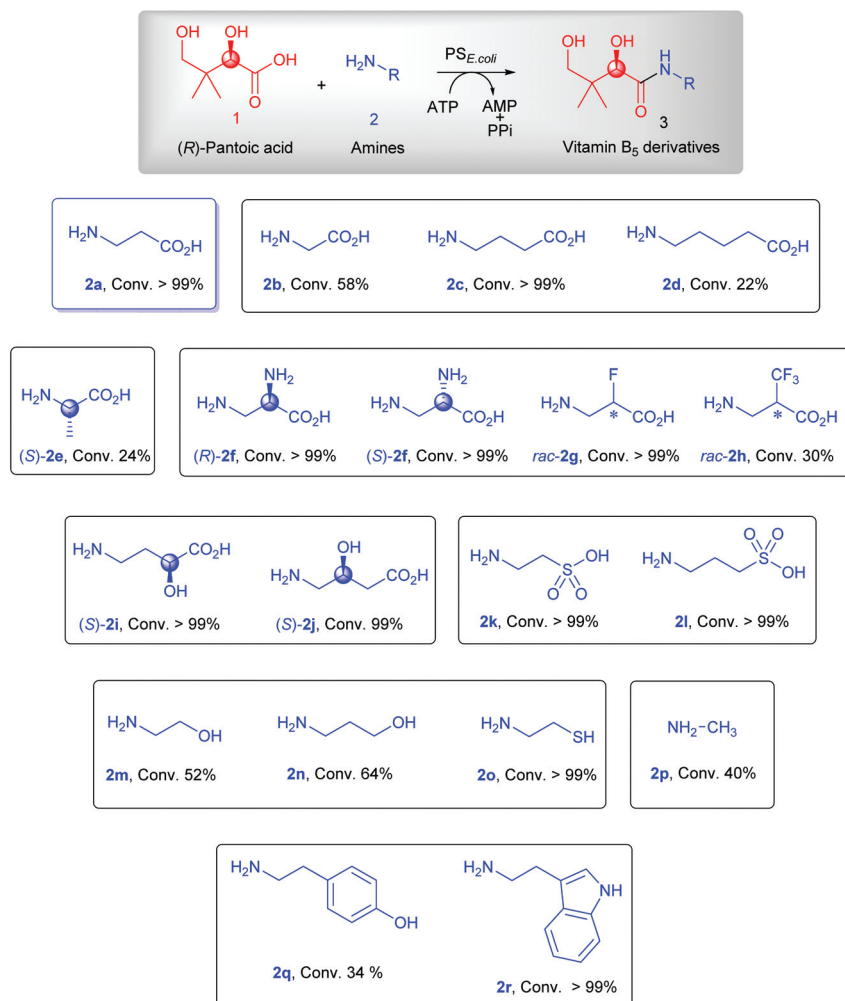 OH OH OH O
1
(R)-Pantoic acid
+
H₂N R
2
Amines
PS_E.coli
ATP AMP
+
PPi
OH OH H N O R
3
Vitamin B₅ derivatives
H₂N CO₂H
2a, Conv. > 99%
H₂N CO₂H
2b, Conv. 58%
H₂N CO₂H
2c, Conv. > 99%
H₂N CO₂H
2d, Conv. 22%
H₂N CO₂H
(S)-2e, Conv. 24%
NH₂
H₂N CO₂H
(R)-2f, Conv. > 99%
NH₂
H₂N CO₂H
(S)-2f, Conv. > 99%
F
H₂N * CO₂H
rac-2g, Conv. > 99%
CF₃
H₂N * CO₂H
rac-2h, Conv. 30%
H₂N CO₂H
OH
(S)-2i, Conv. > 99%
OH
H₂N CO₂H
(S)-2j, Conv. 99%
H₂N OH
S
O O
2k, Conv. > 99%
O O
H₂N S
OH
2l, Conv. > 99%
H₂N OH
2m, Conv. 52%
H₂N OH
2n, Conv. 64%
H₂N SH
2o, Conv. > 99%
NH₂-CH₃
2p, Conv. 40%
H₂N
OH
2q, Conv. 34 %
H₂N
NH
2r, Conv. > 99%